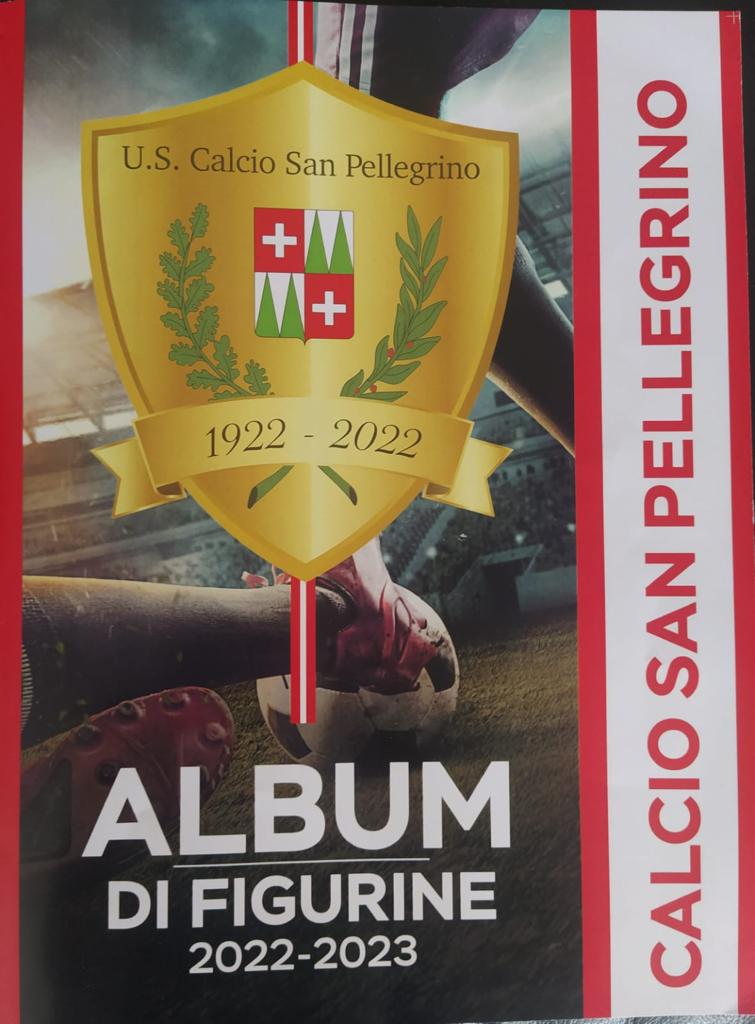 U.S. Calcio San Pellegrino
1922 - 2022
ALBUM
DI FIGURINE
2022-2023
CALCIO SAN PELLEGRINO